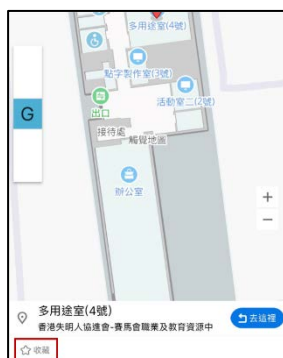 多用途室(4號)
點字製作室(3號)
活動室二(2號)
G
出口
接待處
觸覺地圖
辦公室
+
−
多用途室(4號)
去這裡
香港失明人協進會-賽馬會職業及教育資源中
收藏